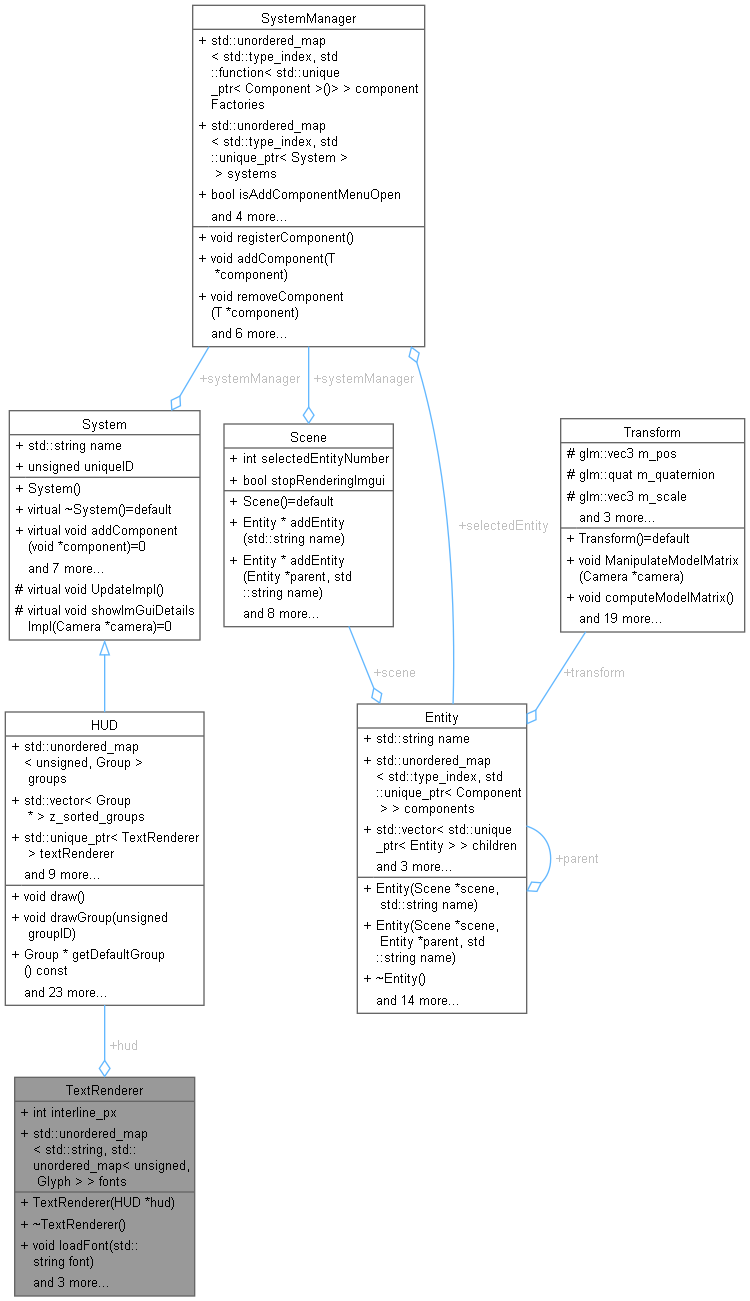 SystemManager
+ std::unordered_map
< std::type_index, std
::function< std::unique
_ptr< Component >()> > component
Factories
+ std::unordered_map
< std::type_index, std
::unique_ptr< System >
> systems
+ bool isAddComponentMenuOpen
and 4 more...
+ void registerComponent()
+ void addComponent(T
*component)
+ void removeComponent
(T *component)
and 6 more...
+systemManager
+systemManager
System
+ std::string name
+ unsigned uniqueID
+ System()
+ virtual ~System()=default
+ virtual void addComponent
(void *component)=0
and 7 more...
# virtual void UpdateImpl()
# virtual void showImGuiDetails
Impl(Camera *camera)=0
Scene
+ int selectedEntityNumber
+ bool stopRenderingImgui
+ Scene()=default
+ Entity * addEntity
(std::string name)
+ Entity * addEntity
(Entity *parent, std
::string name)
and 8 more...
+selectedEntity
Transform
# glm::vec3 m_pos
# glm::quat m_quaternion
# glm::vec3 m_scale
and 3 more...
+ Transform()=default
+ void ManipulateModelMatrix
(Camera *camera)
+ void computeModelMatrix()
and 19 more...
+scene
+transform
HUD
+ std::unordered_map
< unsigned, Group >
groups
+ std::vector< Group
* > z_sorted_groups
+ std::unique_ptr< TextRenderer
> textRenderer
and 9 more...
+ void draw()
+ void drawGroup(unsigned
groupID)
+ Group * getDefaultGroup
() const
and 23 more...
Entity
+ std::string name
+ std::unordered_map
< std::type_index, std
::unique_ptr< Component
> > components
+ std::vector< std::unique
_ptr< Entity > > children
and 3 more...
+ Entity(Scene *scene,
std::string name)
+ Entity(Scene *scene,
Entity *parent, std
::string name)
+ ~Entity()
and 14 more...
+parent
+hud
TextRenderer
+ int interline_px
+ std::unordered_map
< std::string, std::
unordered_map< unsigned,
Glyph > > fonts
+ TextRenderer(HUD *hud)
+ ~TextRenderer()
+ void loadFont(std::
string font)
and 3 more...